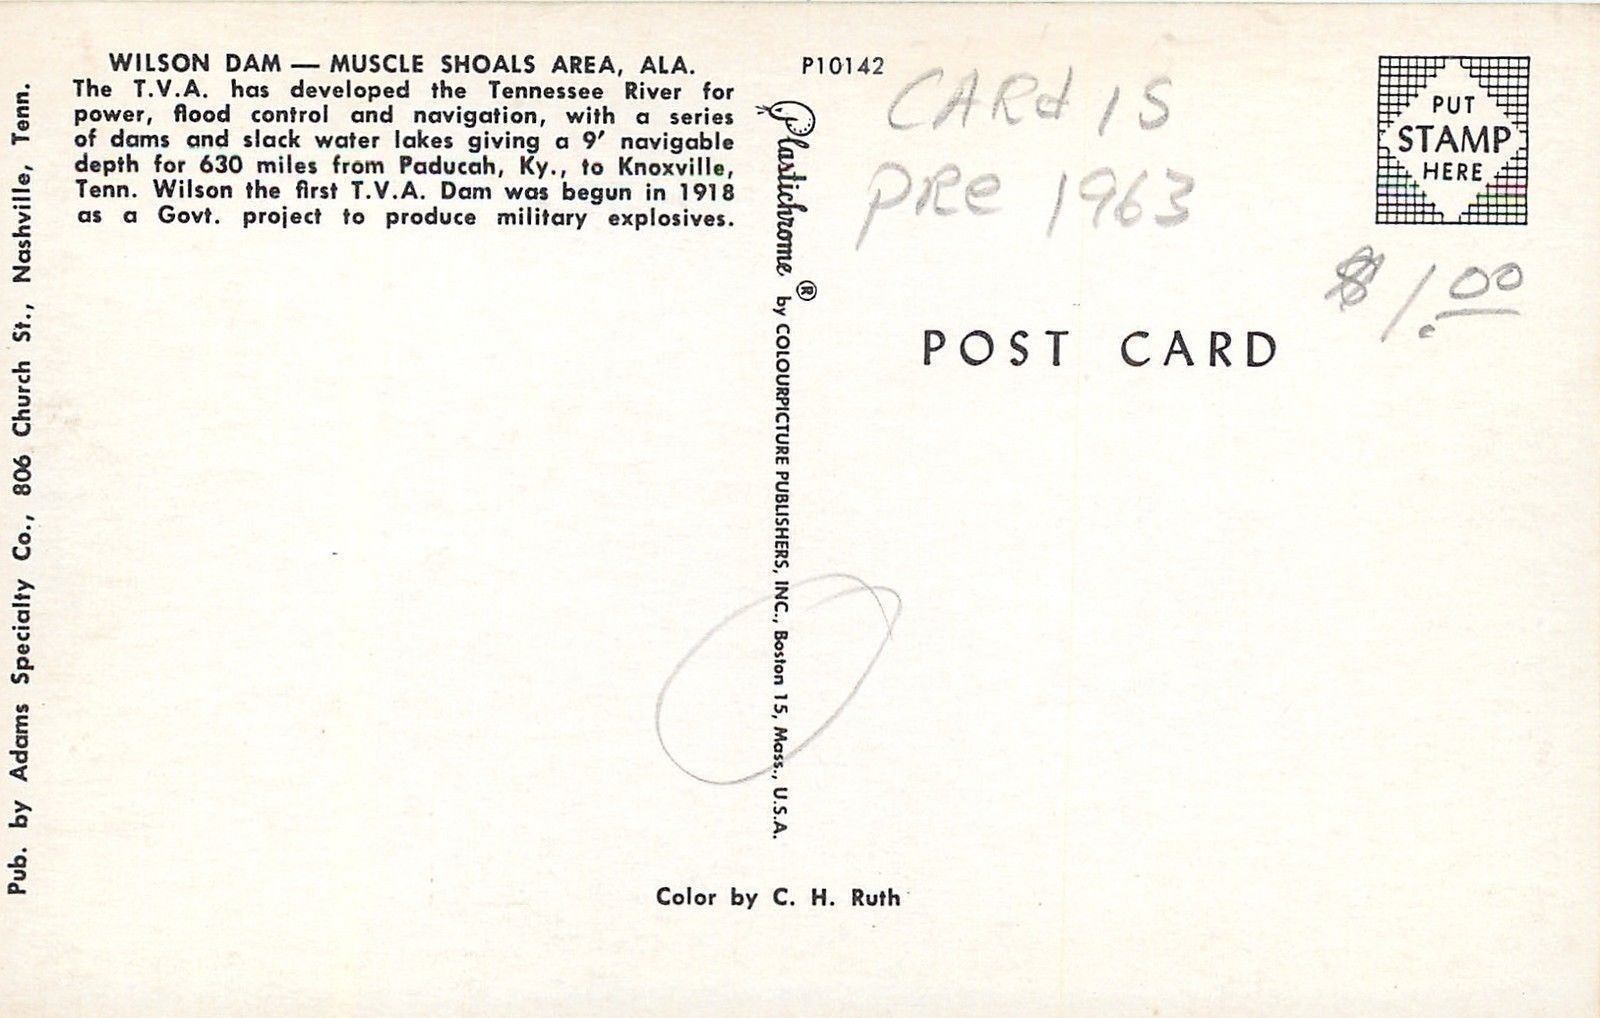 WILSON DAM — MUSCLE SHOALS AREA, ALA.
The T.V.A. has developed the Tennessee River for
power, flood control and navigation, with a series
of dams and slack water lakes giving a 9′ navigable
depth for 630 miles from Paducah, Ky., to Knoxville,
Tenn. Wilson the first T.V.A. Dam was begun in 1918
as a Govt. project to produce military explosives.
Pub. by Adams Specialty Co., 806 Church St., Nashville, Tenn.
P10142
Plastichrome ® by COLOURPICTURE PUBLISHERS, INC., Boston 15, Mass., U.S.A.
CARd IS
PRe 1963
PUT
STAMP
HERE
$1.00
POST CARD
Color by C. H. Ruth